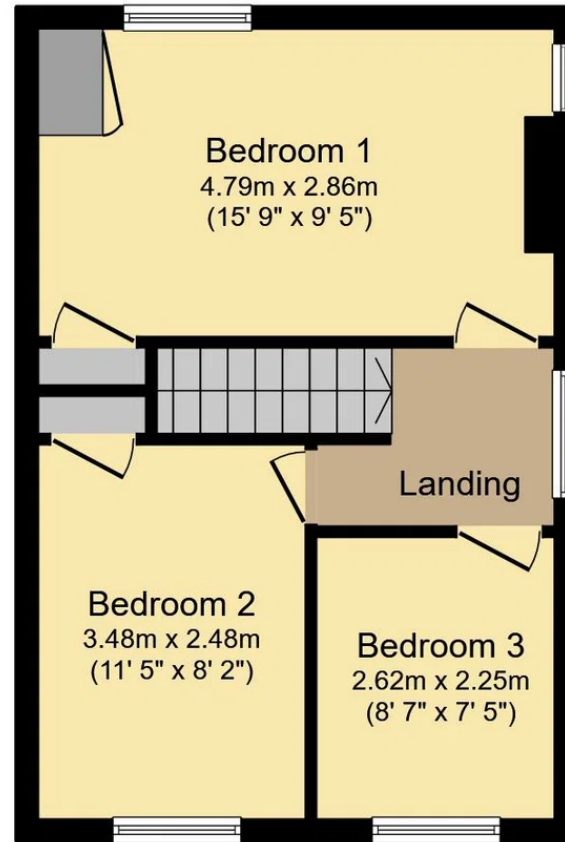 Bedroom 1
4.79m x 2.86m
(15' 9" x 9' 5")
Landing
Bedroom 2
3.48m x 2.48m
(11' 5" x 8' 2")
Bedroom 3
2.62m x 2.25m
(8' 7" x 7' 5")